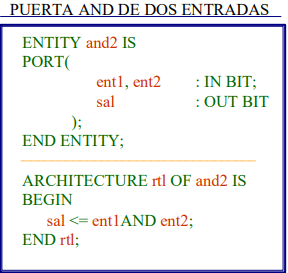 PUERTA AND DE DOS ENTRADAS
ENTITY and2 IS
PORT(
ent1, ent2 : IN BIT;
sal : OUT BIT
);
END ENTITY;
ARCHITECTURE rtl OF and2 IS
BEGIN
sal <= ent1AND ent2;
END rtl;